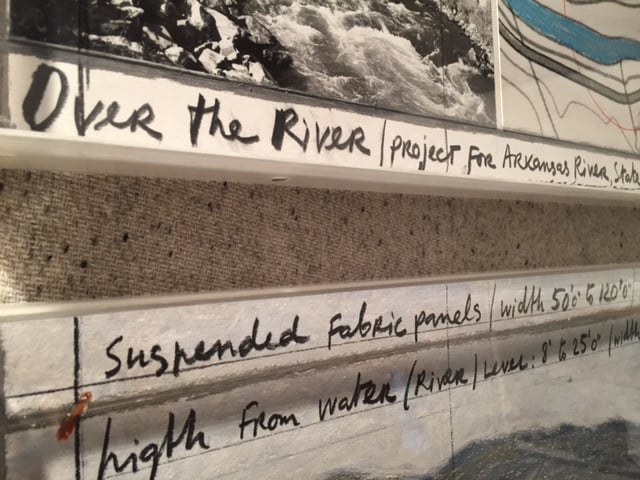 Over the River / project for Arkansas River, State
Suspended fabric panels / width 50'0" to 120'0"
higth from water / River / Level. 8' to 25'0" / width